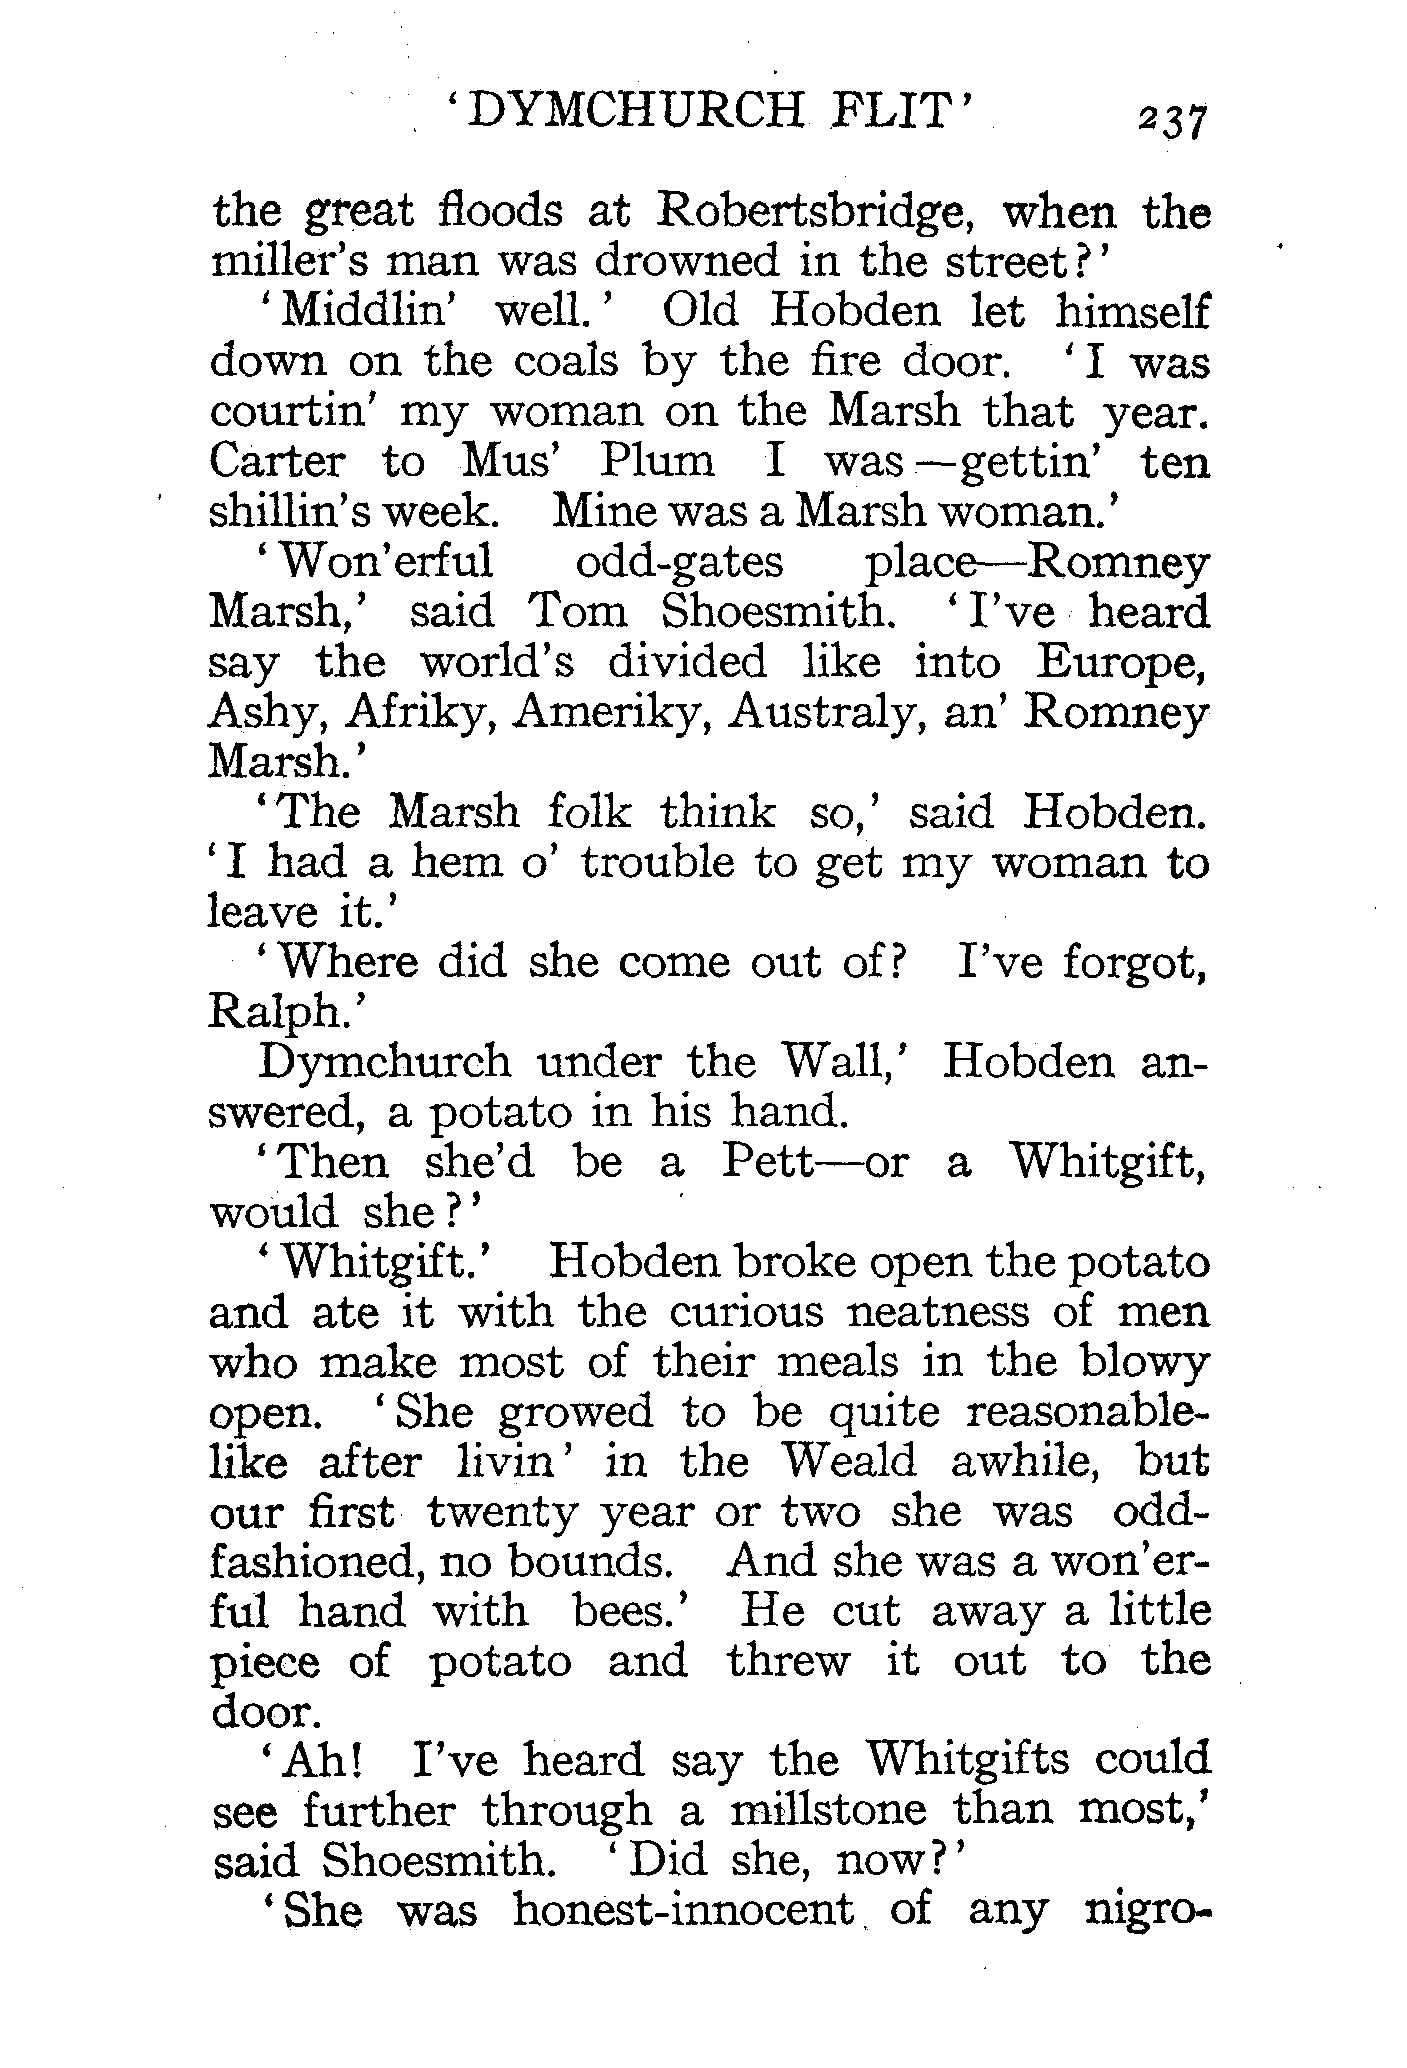 'DYMCHURCH FLIT' 237
the great floods at Robertsbridge, when the
miller's man was drowned in the street?'
'Middlin' well.' Old Hobden let himself
down on the coals by the fire door. 'I was
courtin' my woman on the Marsh that year.
Carter to Mus' Plum I was—gettin' ten
shillin's week. Mine was a Marsh woman.'
'Won'erful odd-gates place—Romney
Marsh,' said Tom Shoesmith. 'I've heard
say the world's divided like into Europe,
Ashy, Afriky, Ameriky, Australy, an' Romney
Marsh.'
'The Marsh folk think so,' said Hobden.
'I had a hem o' trouble to get my woman to
leave it.'
'Where did she come out of? I've forgot,
Ralph.'
Dymchurch under the Wall,' Hobden an-
swered, a potato in his hand.
'Then she'd be a Pett—or a Whitgift,
would she?'
'Whitgift.' Hobden broke open the potato
and ate it with the curious neatness of men
who make most of their meals in the blowy
open. 'She growed to be quite reasonable-
like after livin' in the Weald awhile, but
our first twenty year or two she was odd-
fashioned, no bounds. And she was a won'er-
ful hand with bees.' He cut away a little
piece of potato and threw it out to the
door.
'Ah! I've heard say the Whitgifts could
see further through a millstone than most,'
said Shoesmith. 'Did she, now?'
'She was honest-innocent of any nigro-